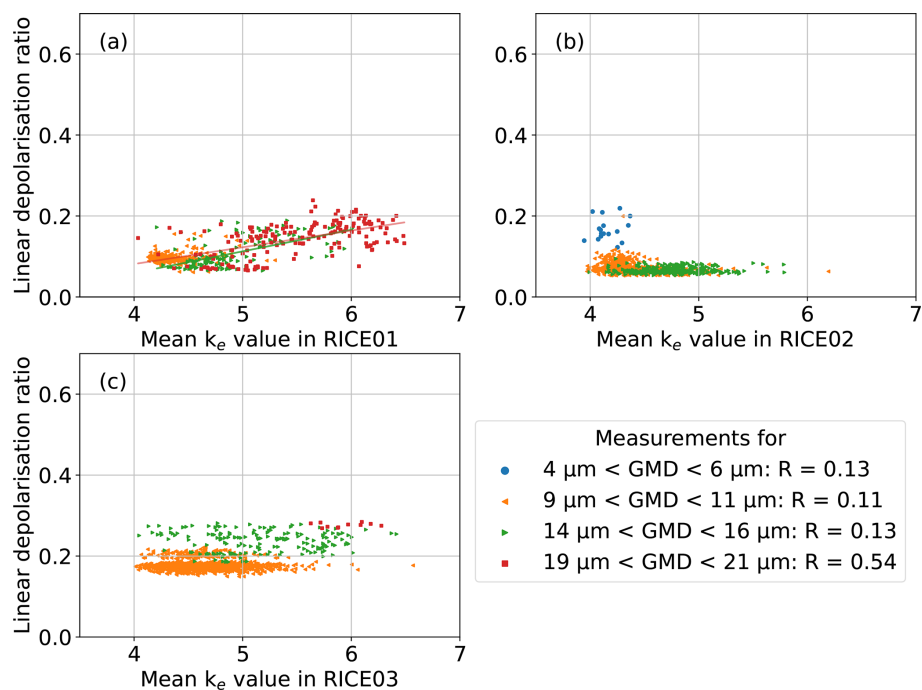 (a)
Linear depolarisation ratio
0.6
0.4
0.2
0.0
4 5 6 7
Mean kₑ value in RICE01
(b)
0.6
0.4
0.2
0.0
4 5 6 7
Mean kₑ value in RICE02
(c)
Linear depolarisation ratio
0.6
0.4
0.2
0.0
4 5 6 7
Mean kₑ value in RICE03
Measurements for
4 µm < GMD < 6 µm: R = 0.13
9 µm < GMD < 11 µm: R = 0.11
14 µm < GMD < 16 µm: R = 0.13
19 µm < GMD < 21 µm: R = 0.54